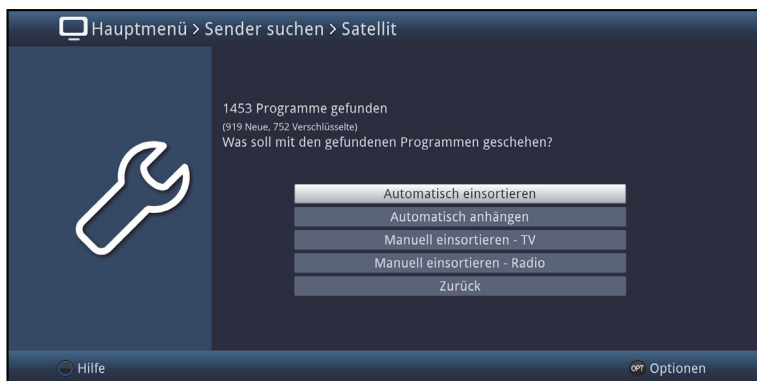 Hauptmenü > Sender suchen > Satellit
1453 Programme gefunden
(919 Neue, 752 Verschlüsselte)
Was soll mit den gefundenen Programmen geschehen?
Automatisch einsortieren
Automatisch anhängen
Manuell einsortieren - TV
Manuell einsortieren - Radio
Zurück
Hilfe
OPT Optionen